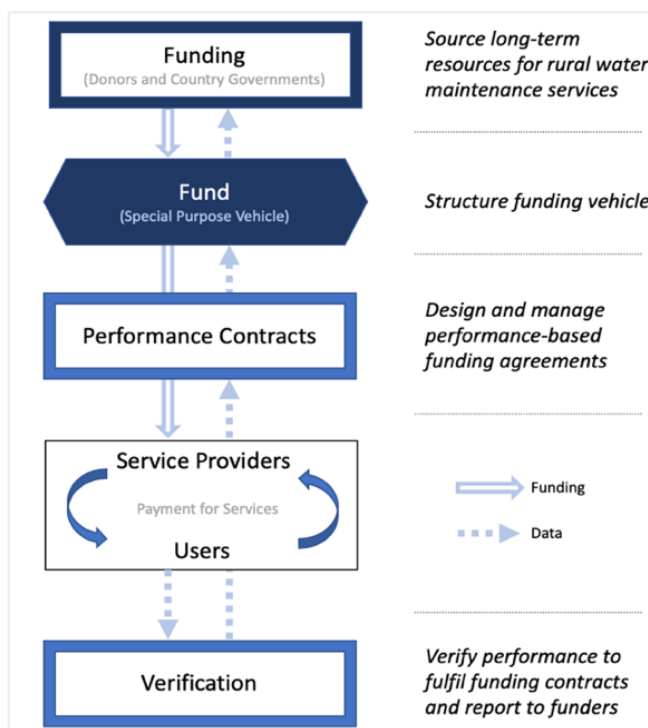 Funding
(Donors and Country Governments)
Source long-term
resources for rural water
maintenance services
Fund
(Special Purpose Vehicle)
Structure funding vehicle
Performance Contracts
Design and manage
performance-based
funding agreements
Service Providers
Payment for Services
Users
Funding
Data
Verification
Verify performance to
fulfil funding contracts
and report to funders